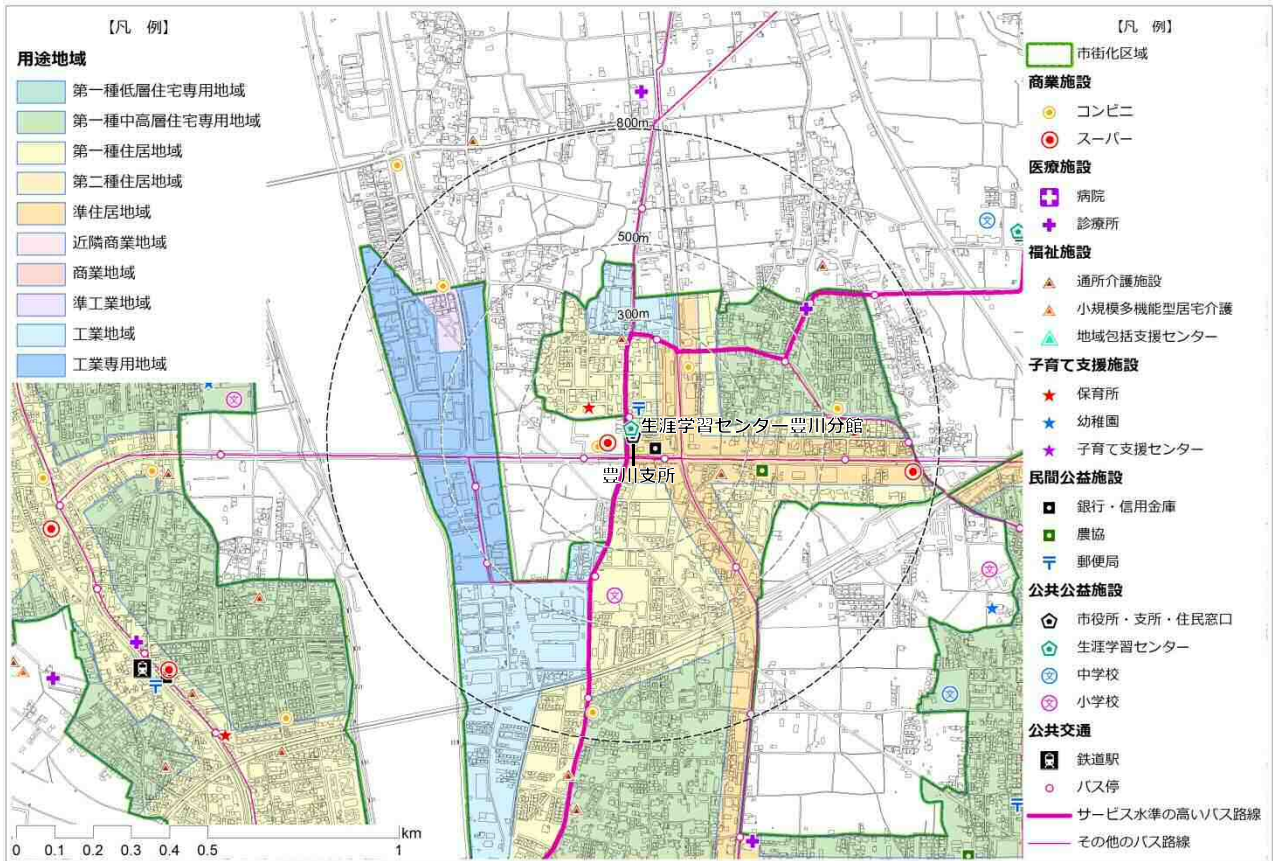 【凡　例】
用途地域
第一種低層住宅専用地域
第一種中高層住宅専用地域
第一種住居地域
第二種住居地域
準住居地域
近隣商業地域
商業地域
準工業地域
工業地域
工業専用地域
800m
500m
300m
生涯学習センター豊川分館
豊川支所
文
文
文
文
文
km
0 0.1 0.2 0.3 0.4 0.5 1
【凡　例】
市街化区域
商業施設
コンビニ
スーパー
医療施設
病院
診療所
福祉施設
通所介護施設
小規模多機能型居宅介護
地域包括支援センター
子育て支援施設
保育所
幼稚園
子育て支援センター
民間公益施設
銀行・信用金庫
農協
郵便局
公共公益施設
市役所・支所・住民窓口
生涯学習センター
文 中学校
文 小学校
公共交通
鉄道駅
バス停
サービス水準の高いバス路線
その他のバス路線